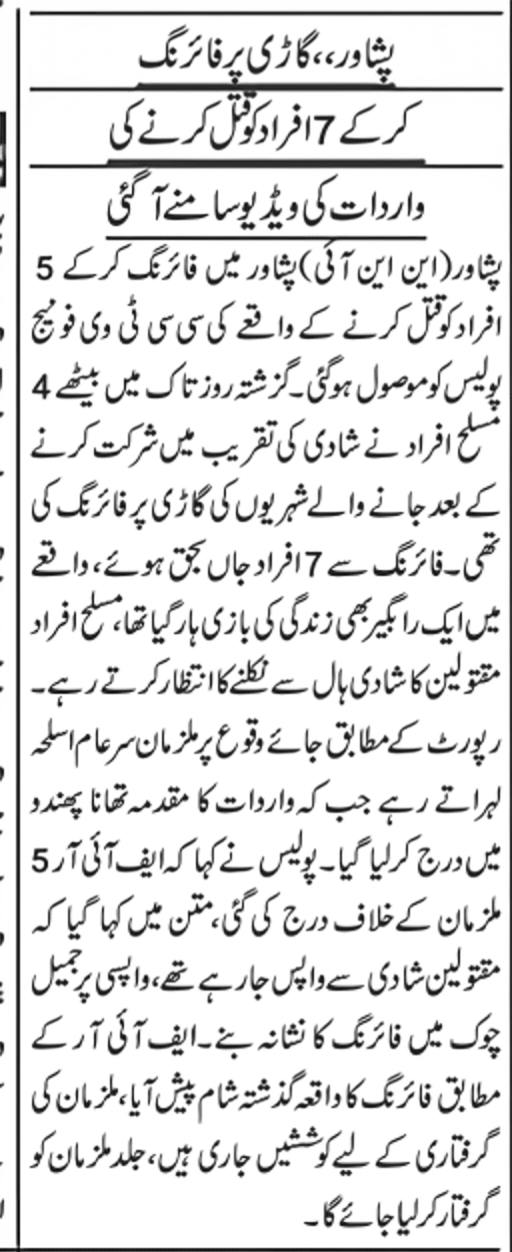 پشاور،،گاڑی پر فائرنگ
کر کے 7 افراد کو قتل کرنے کی
واردات کی ویڈیو سامنے آ گئی
پشاور(این این آئی)پشاور میں فائرنگ کر کے 5
افراد کو قتل کرنے کے واقعے کی سی سی ٹی وی فوٹیج
پولیس کو موصول ہوگئی۔گزشتہ روز تاک میں بیٹھے 4
مسلح افراد نے شادی کی تقریب میں شرکت کرنے
کے بعد جانے والے شہریوں کی گاڑی پر فائرنگ کی
تھی۔فائرنگ سے 7 افراد جاں بحق ہوئے، واقعے
میں ایک راہگیر بھی زندگی کی بازی ہار گیا تھا،مسلح افراد
مقتولین کا شادی ہال سے نکلنے کا انتظار کرتے رہے۔
رپورٹ کے مطابق جائے وقوع پر ملزمان سرعام اسلحہ
لہراتے رہے جب کہ واردات کا مقدمہ تھانا پھندو
میں درج کرلیا گیا۔پولیس نے کہا کہ ایف آئی آر 5
ملزمان کے خلاف درج کی گئی،متن میں کہا گیا کہ
مقتولین شادی سے واپس جا رہے تھے،واپسی پر جمیل
چوک میں فائرنگ کا نشانہ بنے۔ایف آئی آر کے
مطابق فائرنگ کا واقعہ گذشتہ شام پیش آیا،ملزمان کی
گرفتاری کے لیے کوششیں جاری ہیں،جلد ملزمان کو
گرفتار کرلیا جائے گا۔